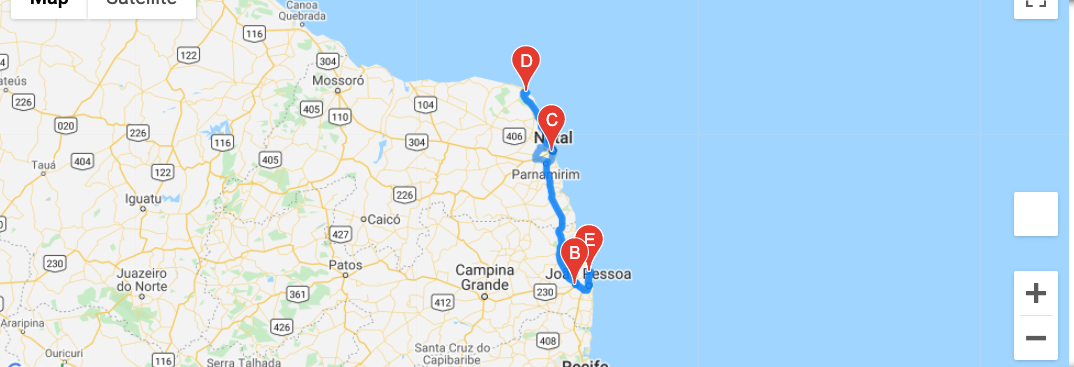 Map
Satellite
Canoa
Quebrada
116
122
304
Mossoró
D
226
405
110
104
020
226
116
406
C
304
404
405
Tauá
122
Parnamirim
Iguatu
226
Caicó
427
E
B
230
Patos
Juazeiro
do Norte
Campina
Grande
João Pessoa
361
412
230
426
Araripina
408
Ouricuri
116
Serra Talhada
Santa Cruz do
Capibaribe
Recife
+
−